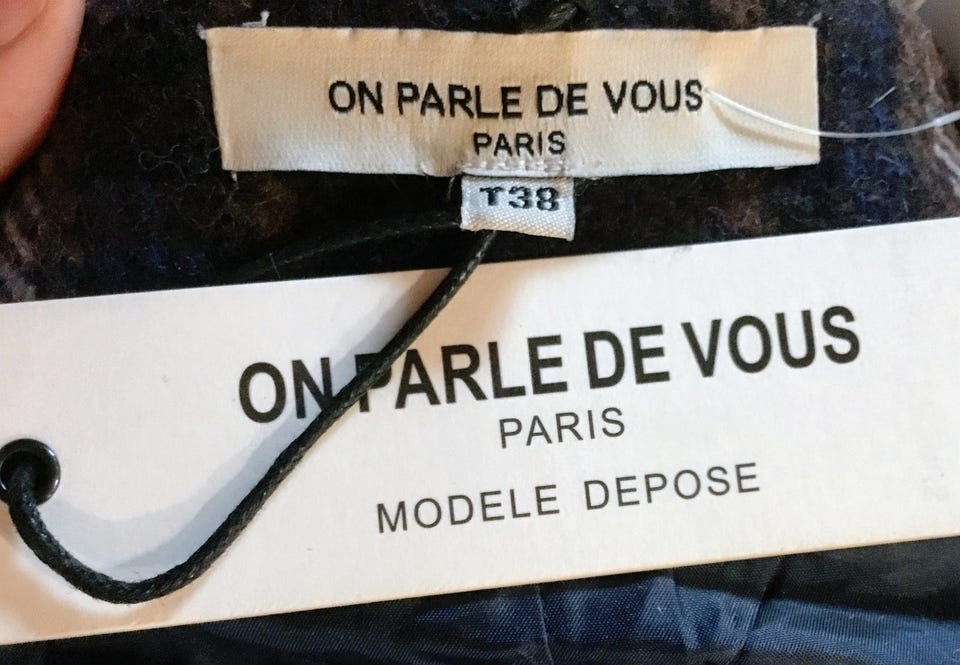 ON PARLE DE VOUS
PARIS
T38
ON PARLE DE VOUS
PARIS
MODELE DEPOSE